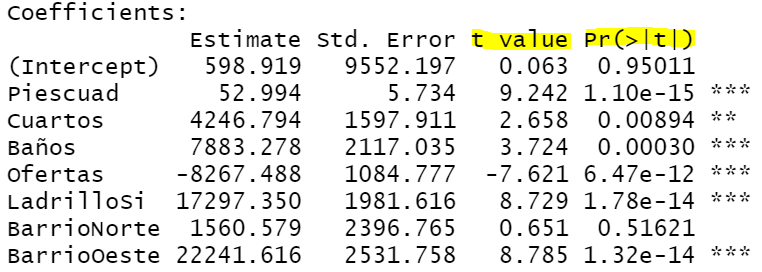 Coefficients:
Estimate Std. Error t value Pr(>|t|)
(Intercept) 598.919 9552.197 0.063 0.95011
Piescuad 52.994 5.734 9.242 1.10e-15 ***
Cuartos 4246.794 1597.911 2.658 0.00894 **
Baños 7883.278 2117.035 3.724 0.00030 ***
Ofertas -8267.488 1084.777 -7.621 6.47e-12 ***
LadrilloSi 17297.350 1981.616 8.729 1.78e-14 ***
BarrioNorte 1560.579 2396.765 0.651 0.51621
BarrioOeste 22241.616 2531.758 8.785 1.32e-14 ***